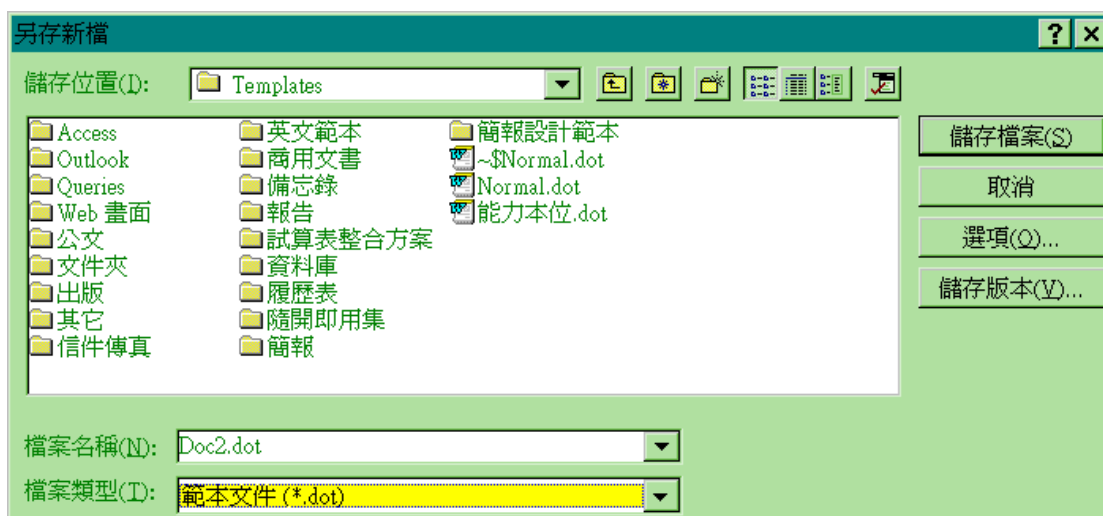 另存新檔
儲存位置(I): Templates
Access 英文範本 簡報設計範本
Outlook 商用文書 ~$Normal.dot
Queries 備忘錄 Normal.dot
Web 畫面 報告 能力本位.dot
公文 試算表整合方案
文件夾 資料庫
出版 履歷表
其它 隨開即用集
信件傳真 簡報
儲存檔案(S)
取消
選項(O)...
儲存版本(V)...
檔案名稱(N): Doc2.dot
檔案類型(T): 範本文件 (*.dot)